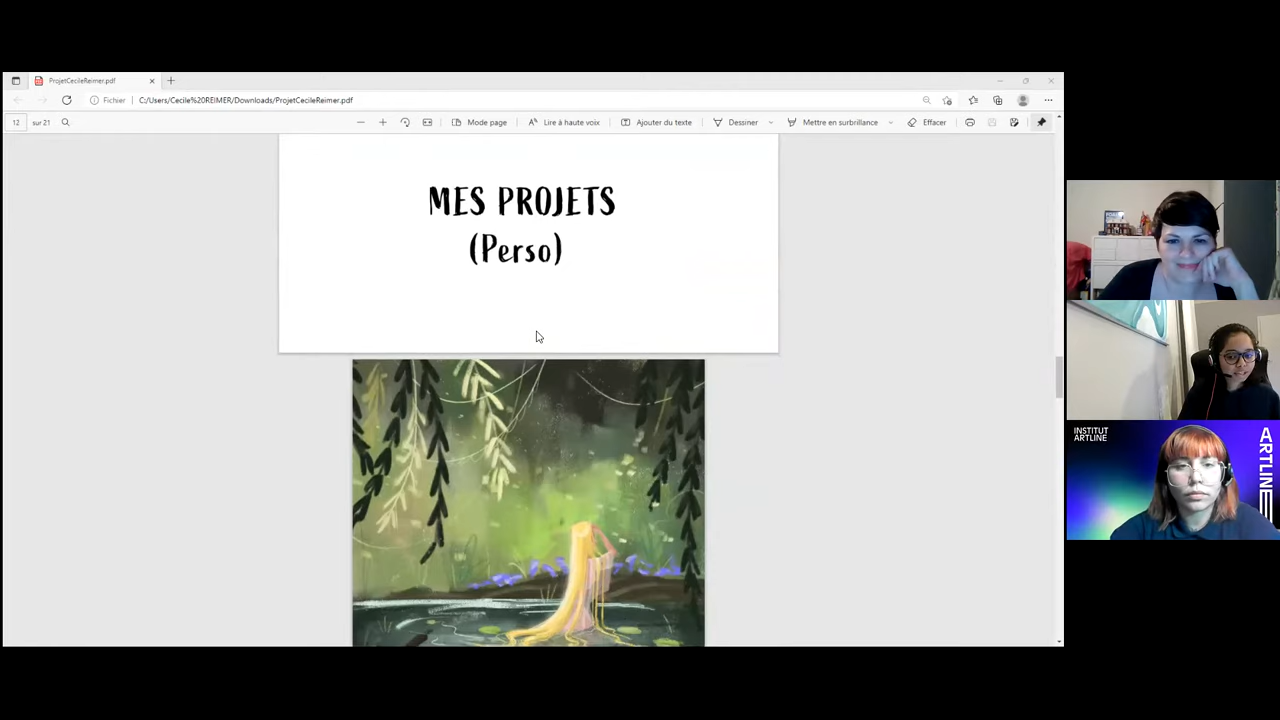 ProjetCecileReimer.pdf
Fichier
C:/Users/Cecile%20REIMER/Downloads/ProjetCecileReimer.pdf
12 sur 21
Mode page
Lire à haute voix
Ajouter du texte
Dessiner
Mettre en surbrillance
Effacer
MES PROJETS
(Perso)
INSTITUT
ARTLINE
ARTLINE